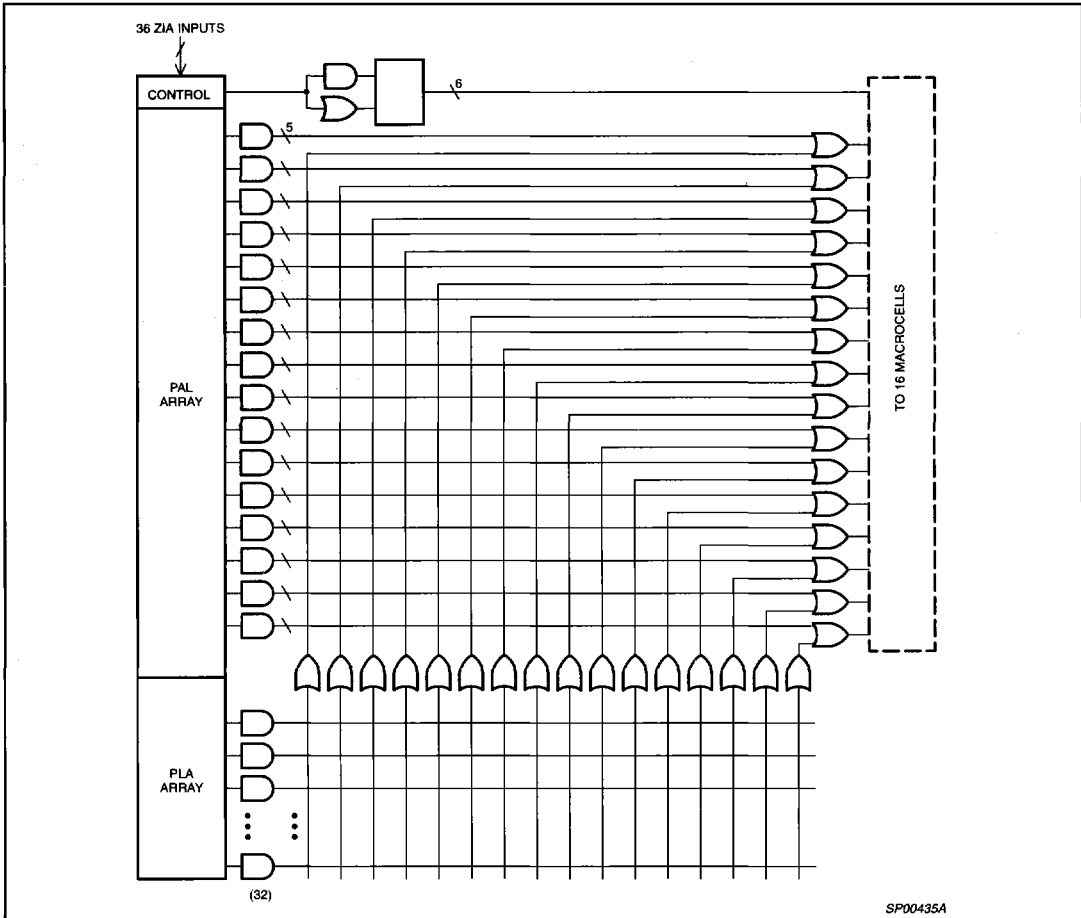 36 ZIA INPUTS
CONTROL
6
5
PAL
ARRAY
TO 16 MACROCELLS
PLA
ARRAY
(32)
SP00435A